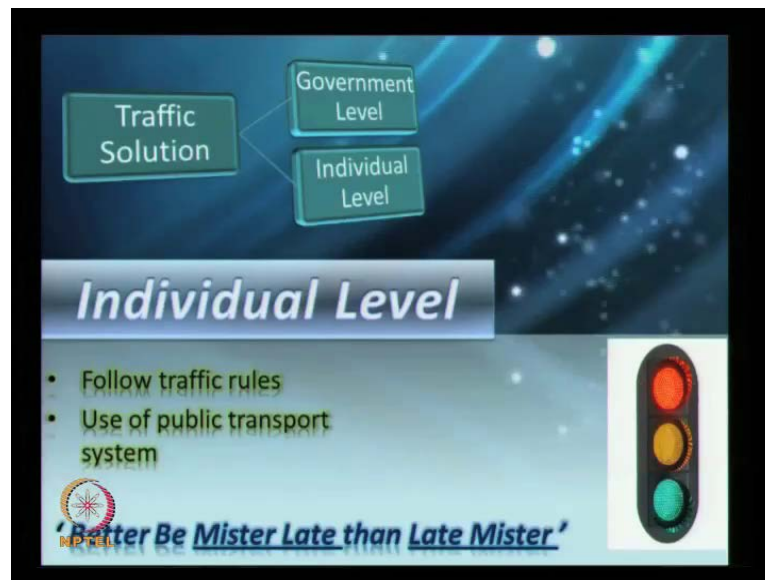 Traffic
Solution
Government
Level
Individual
Level
Individual Level
• Follow traffic rules
• Use of public transport
system
' Better Be Mister Late than Late Mister '
NPTEL